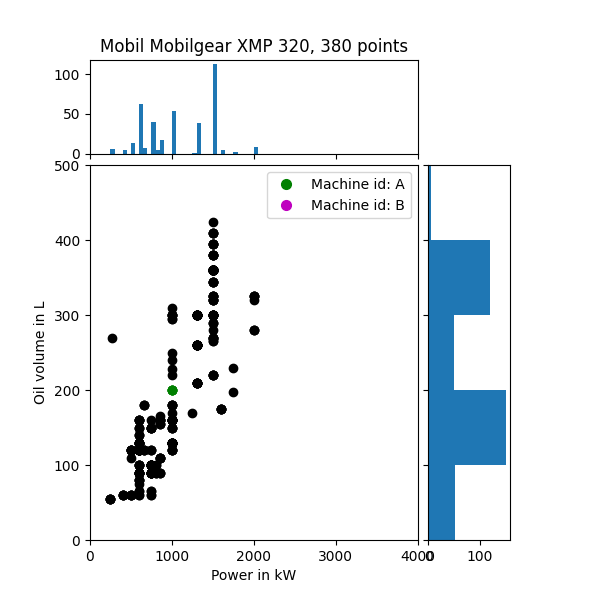 Mobil Mobilgear XMP 320, 380 points
100
50
0
500
400
300
200
100
0
Oil volume in L
Machine id: A
Machine id: B
0 1000 2000 3000 4000
0 100
Power in kW